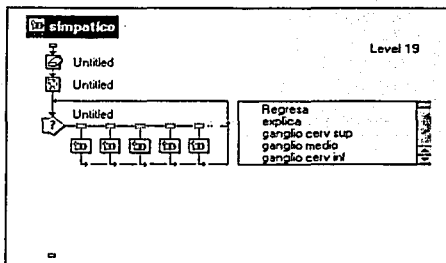 simpatico
Level 19
Untitled
Untitled
Untitled
?
Regresa
explica
ganglio cerv sup
ganglio medio
ganglio cerv inf